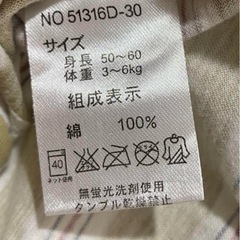 NO 51316D-30
サイズ
身長 50~60
体重 3~6kg
組成表示
綿 100%
40
ネット使用
無蛍光洗剤使用
タンブル乾燥禁止